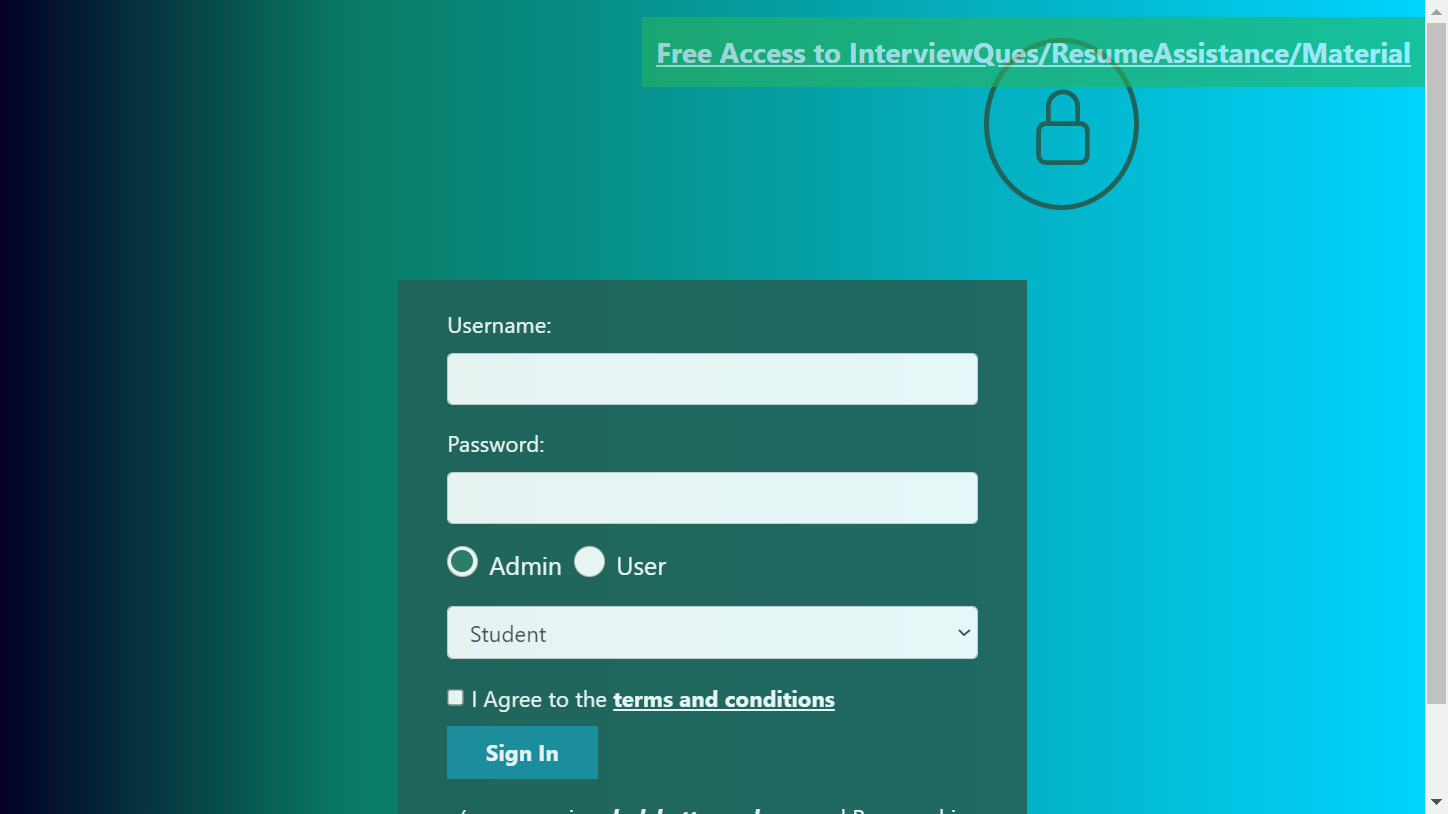 Free Access to InterviewQues/ResumeAssistance/Material
Username:
Password:
Admin User
Student
I Agree to the terms and conditions
Sign In